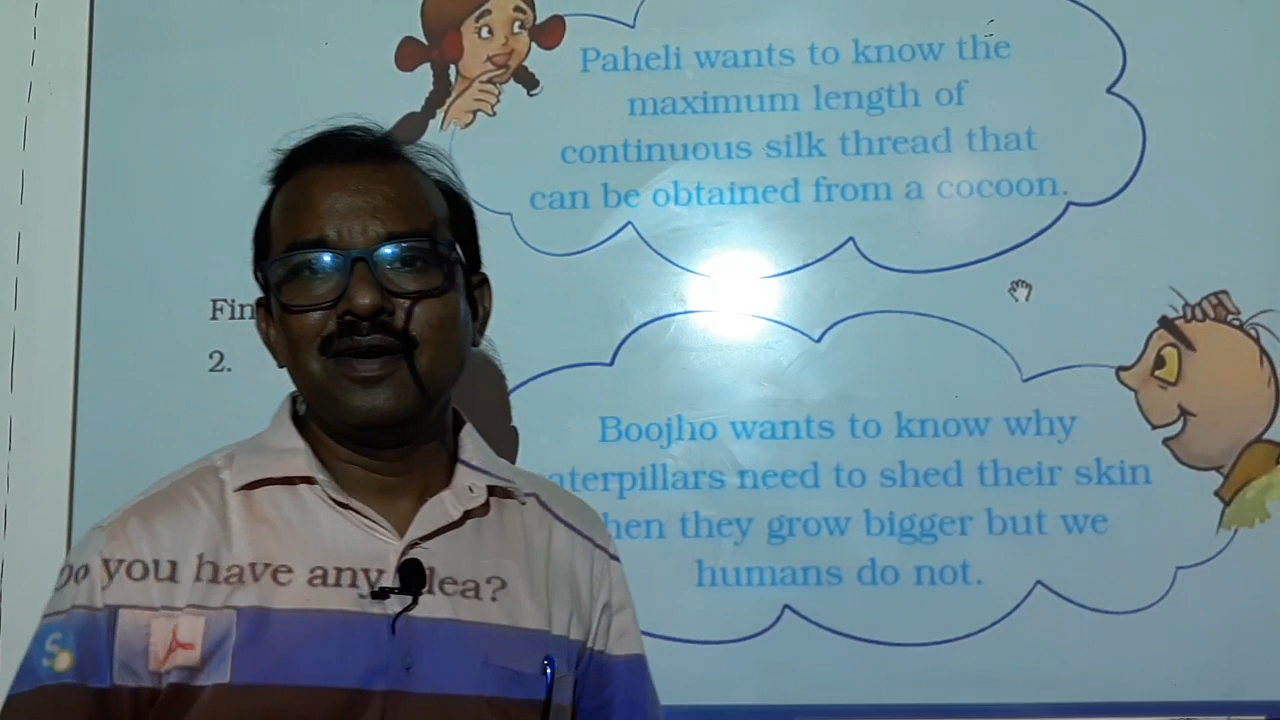 Paheli wants to know the
maximum length of
continuous silk thread that
can be obtained from a cocoon.
Fin
2.
Boojho wants to know why
aterpillars need to shed their skin
hen they grow bigger but we
humans do not.
Do you have any dea?